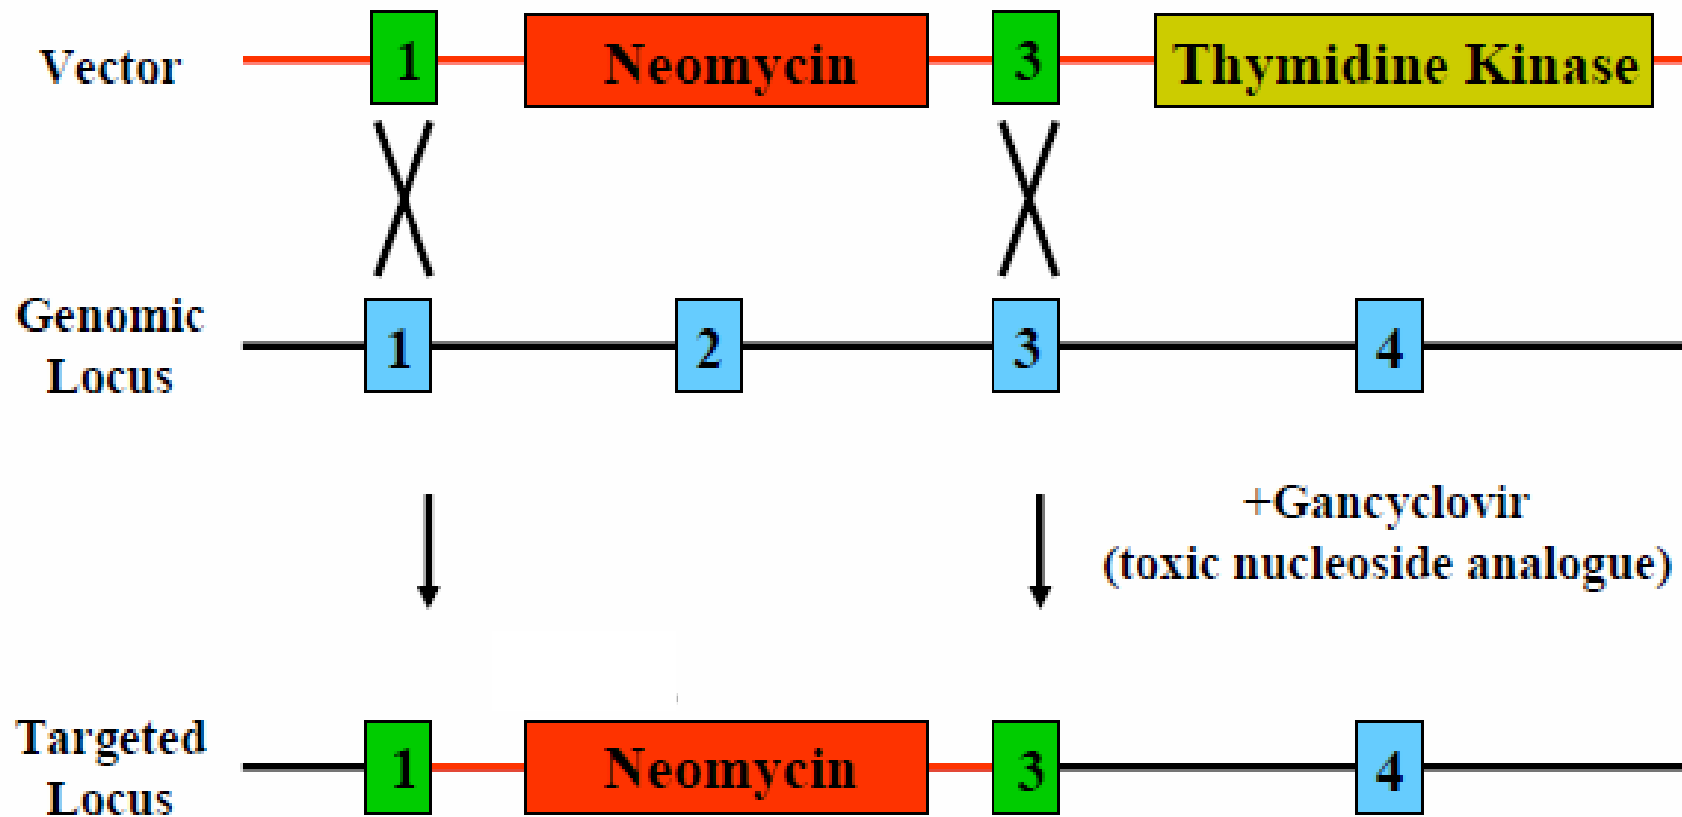 Vector 1 Neomycin 3 Thymidine Kinase
Genomic
Locus
1 2 3 4
+Gancyclovir
(toxic nucleoside analogue)
Targeted
Locus
1 Neomycin 3 4